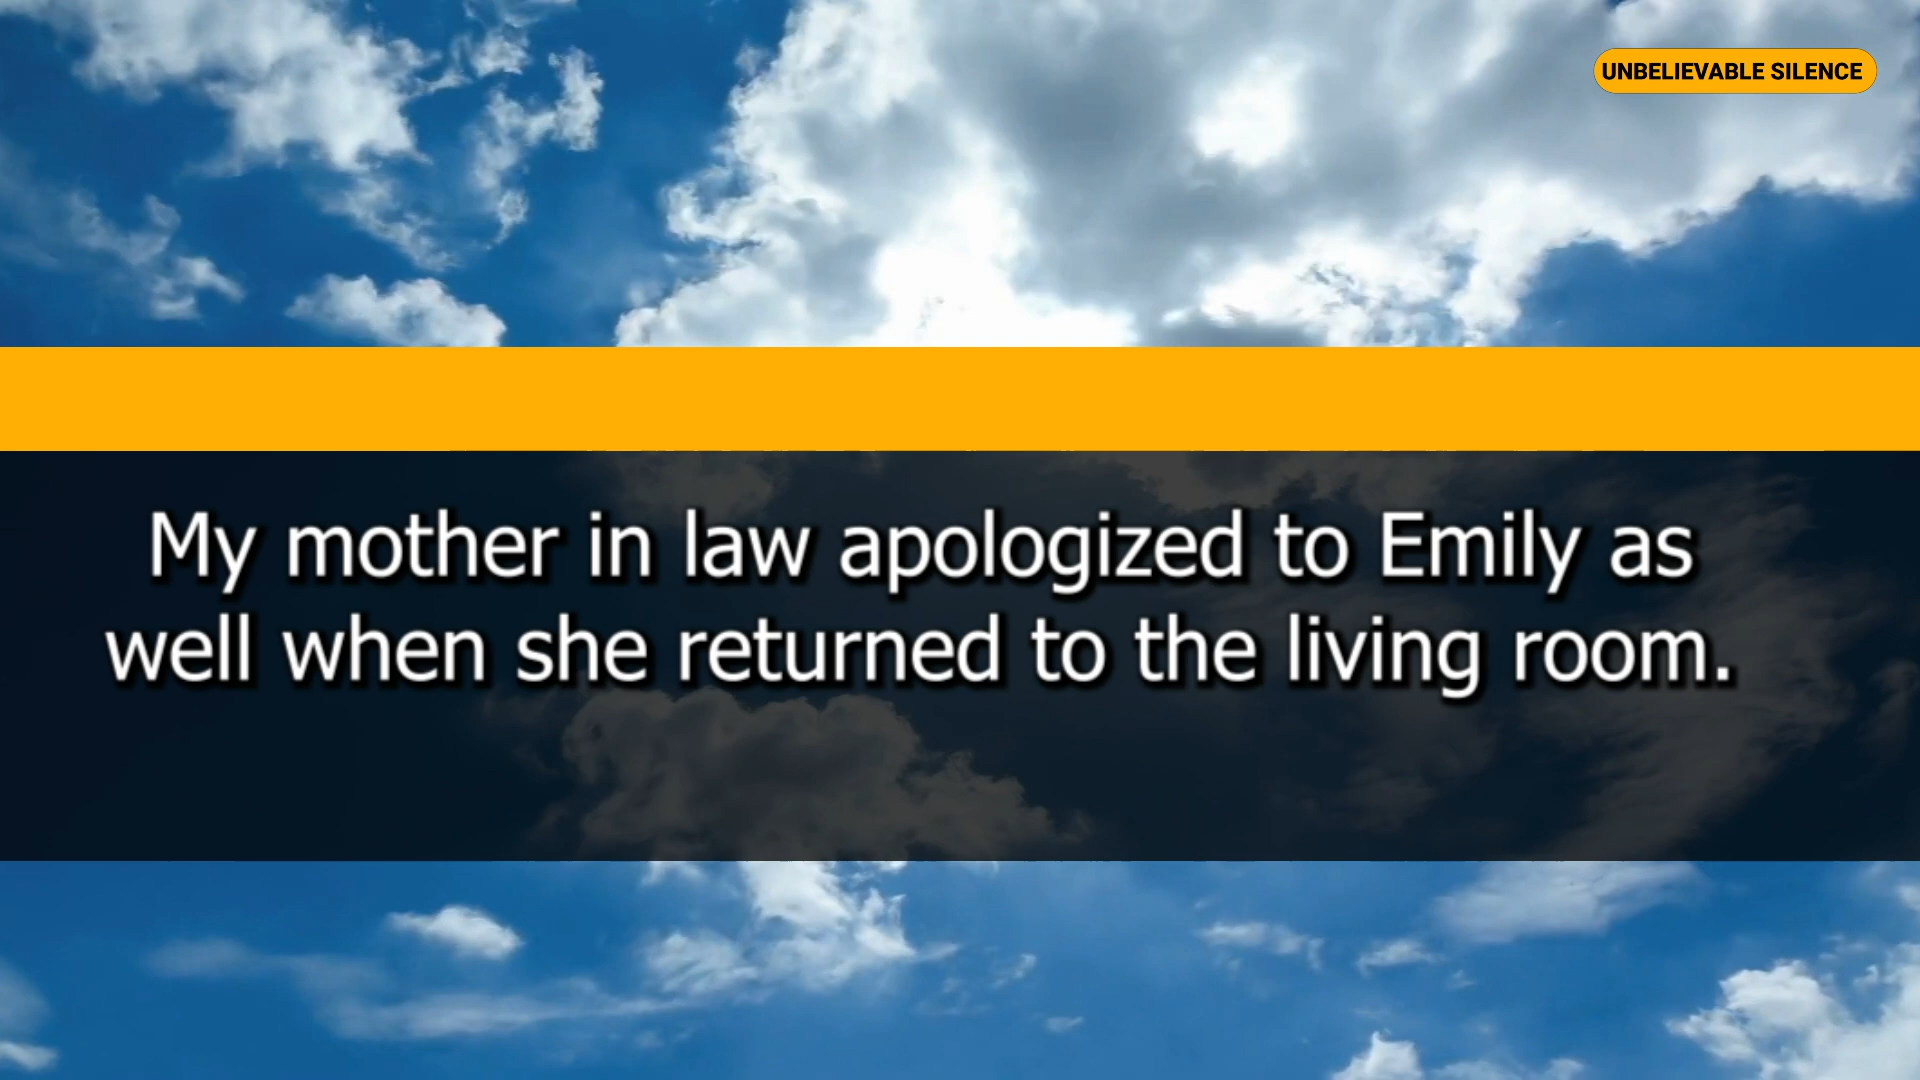 UNBELIEVABLE SILENCE
My mother in law apologized to Emily as
well when she returned to the living room.